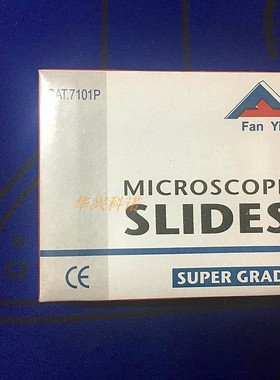 CAT.7101P
Fan Yi
MICROSCOPE
华兴科诺
SLIDES
CE
SUPER GRAD